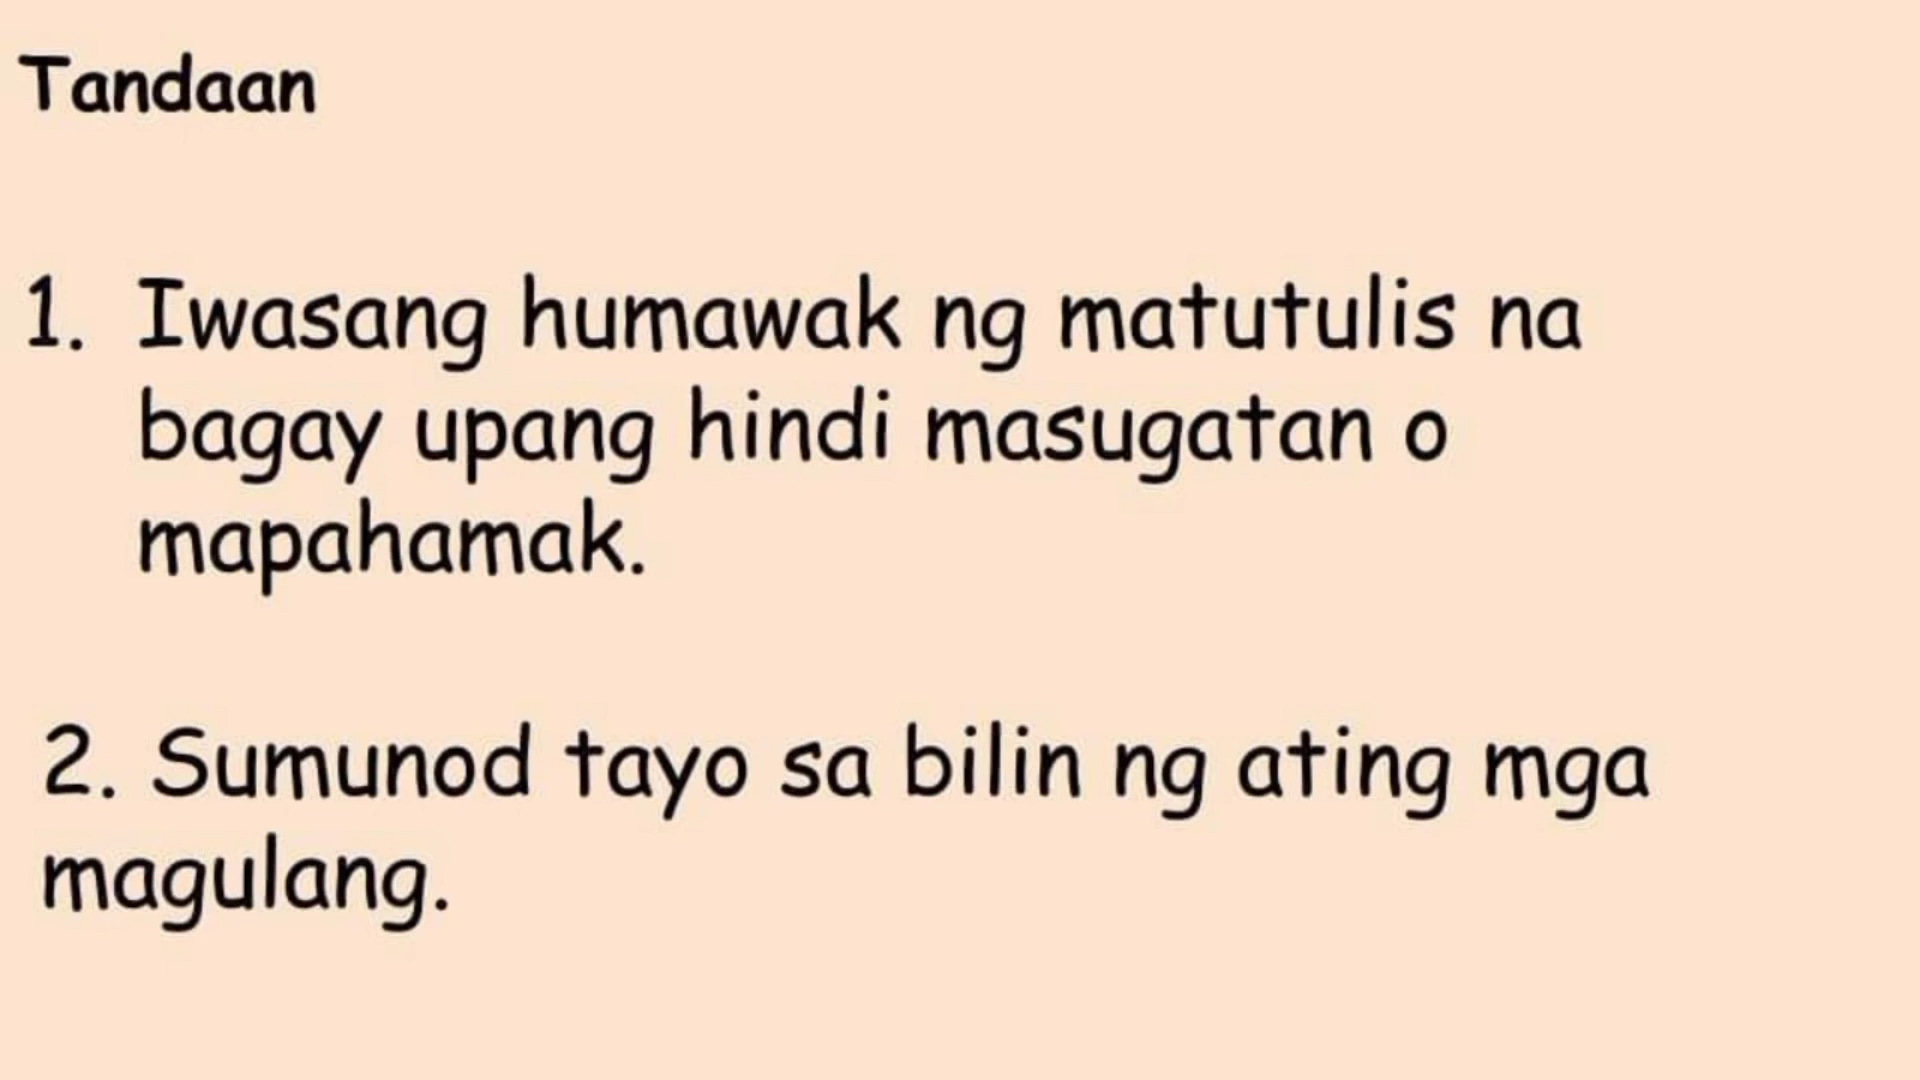 Tandaan
1. Iwasang humawak ng matutulis na
bagay upang hindi masugatan o
mapahamak.
2. Sumunod tayo sa bilin ng ating mga
magulang.